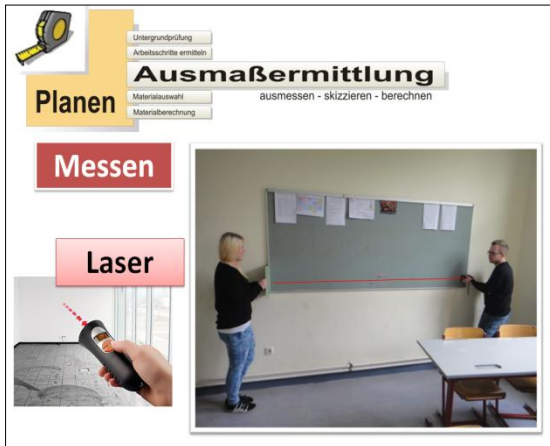 Untergrundprüfung
Arbeitsschritte ermitteln
Ausmaßermittlung
Planen
Materialauswahl
ausmessen - skizzieren - berechnen
Materialberechnung
Messen
Laser